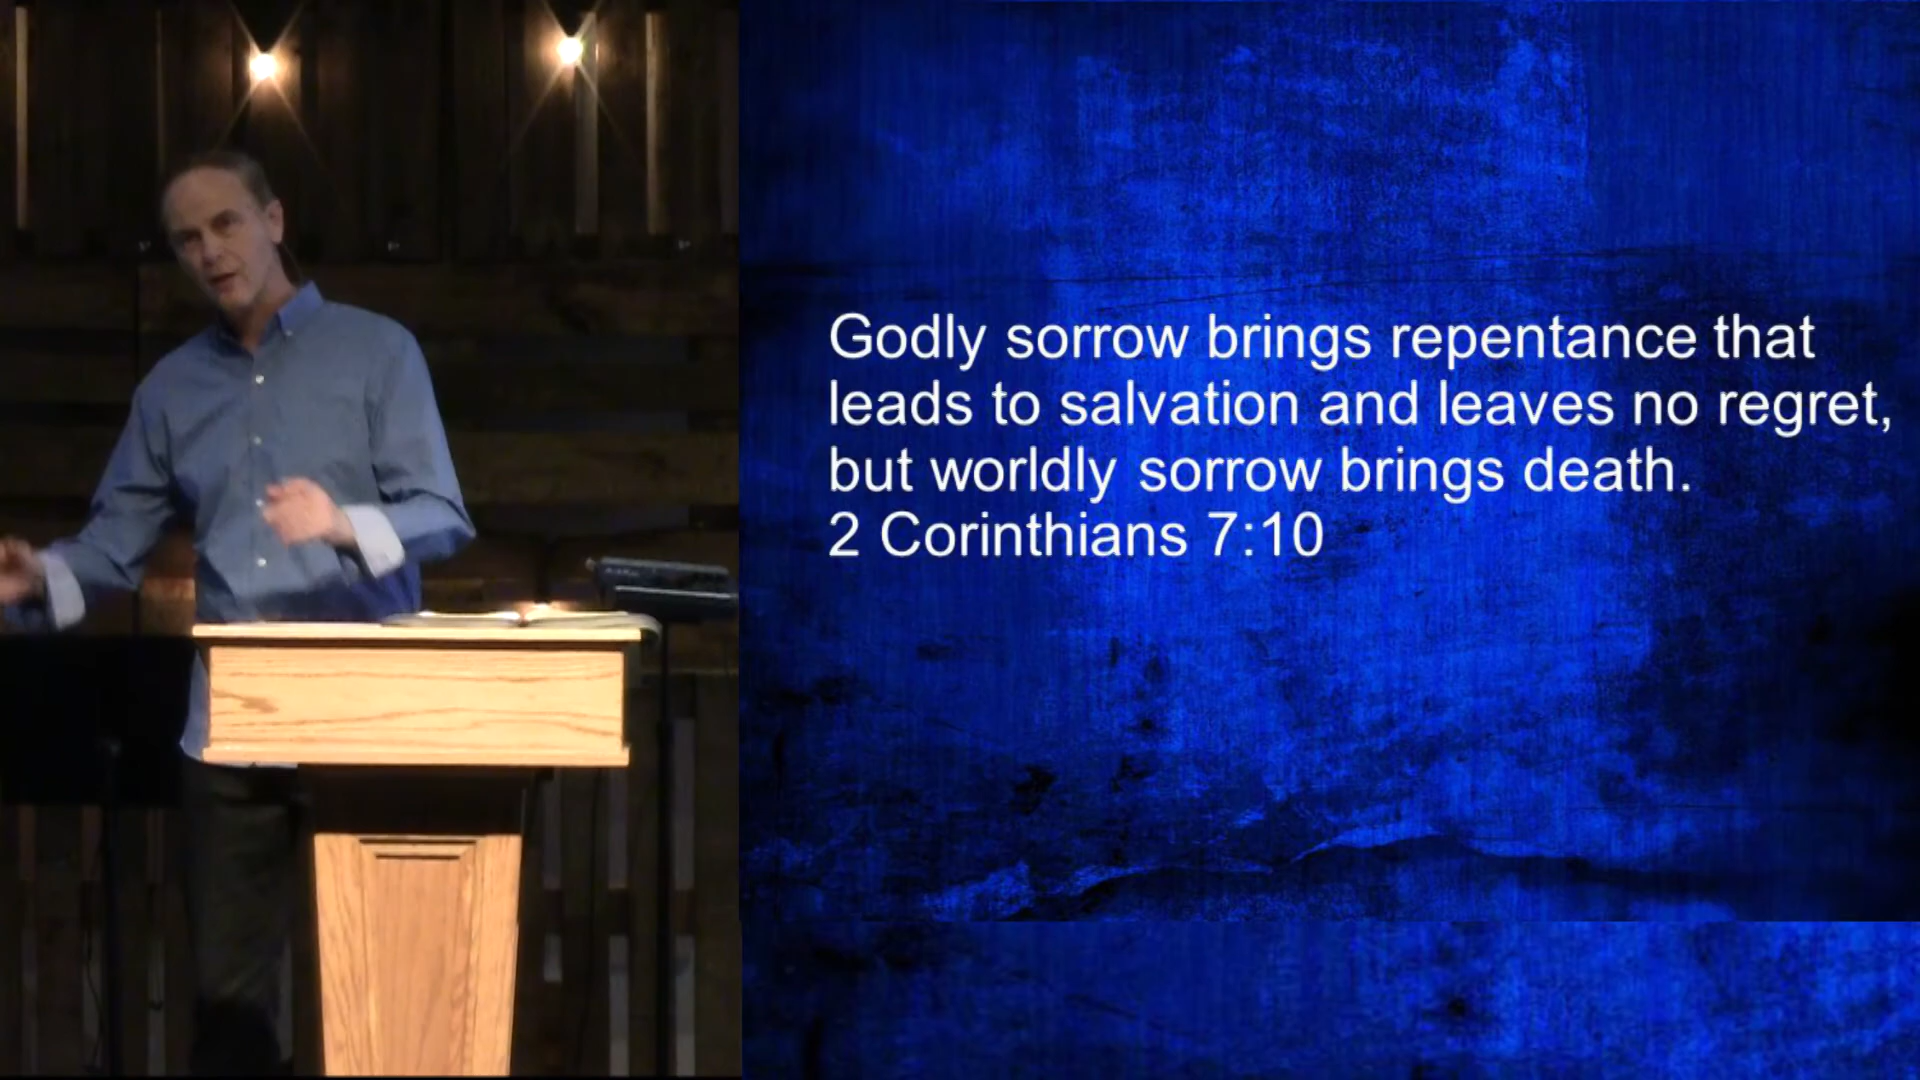 Godly sorrow brings repentance that
leads to salvation and leaves no regret,
but worldly sorrow brings death.
2 Corinthians 7:10